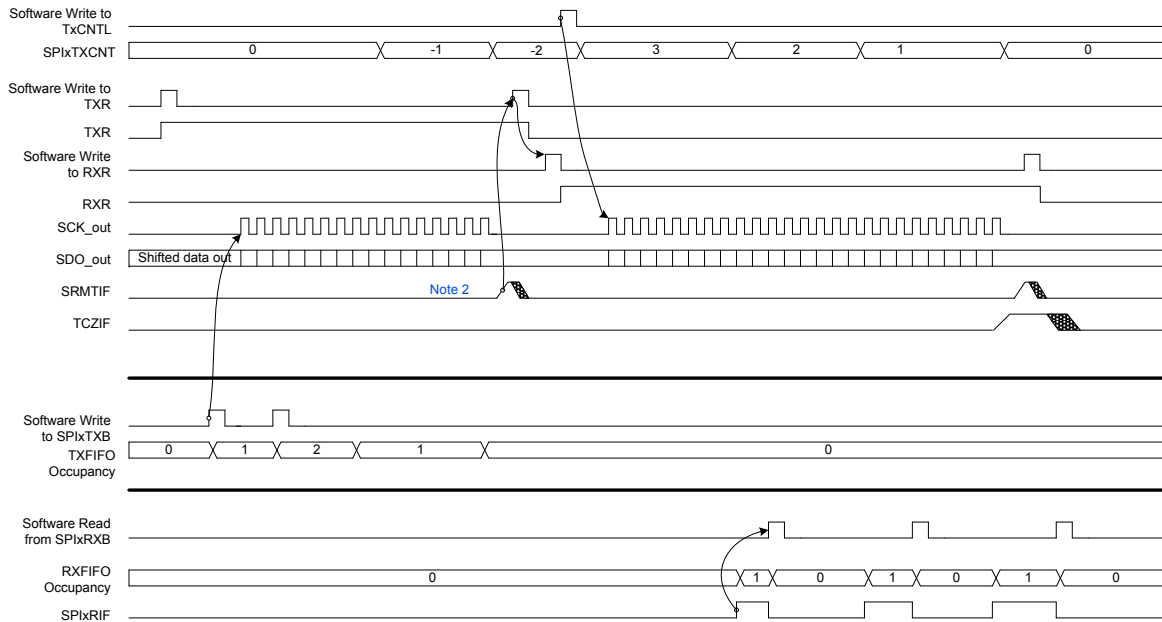 Software Write to
TxCNTL
SPIxTXCNT 0 -1 -2 3 2 1 0
Software Write to
TXR
TXR
Software Write
to RXR
RXR
SCK_out
SDO_out Shifted data out
SRMTIF Note 2
TCZIF
Software Write
to SPIxTXB
TXFIFO 0 1 2 1 0
Occupancy
Software Read
from SPIxRXB
RXFIFO
Occupancy 0 1 0 1 0 1 0
SPIxRIF